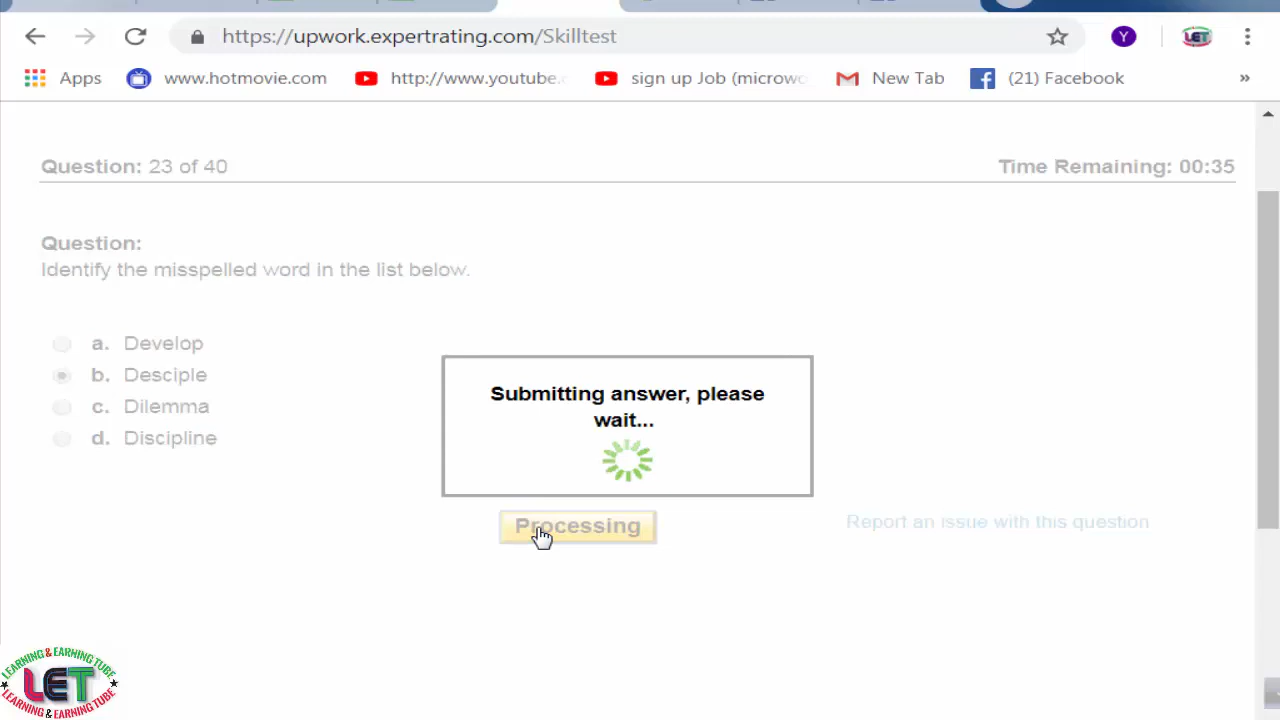 https://upwork.expertrating.com/Skilltest
Y
LET
Apps
www.hotmovie.com
http://www.youtube.c
sign up Job (microwo
New Tab
(21) Facebook
»
Question: 23 of 40
Time Remaining: 00:35
Question:
Identify the misspelled word in the list below.
a. Develop
b. Desciple
c. Dilemma
d. Discipline
Submitting answer, please
wait...
Processing
Report an issue with this question
LEARNING & EARNING TUBE
LET
LEARNING & EARNING TUBE